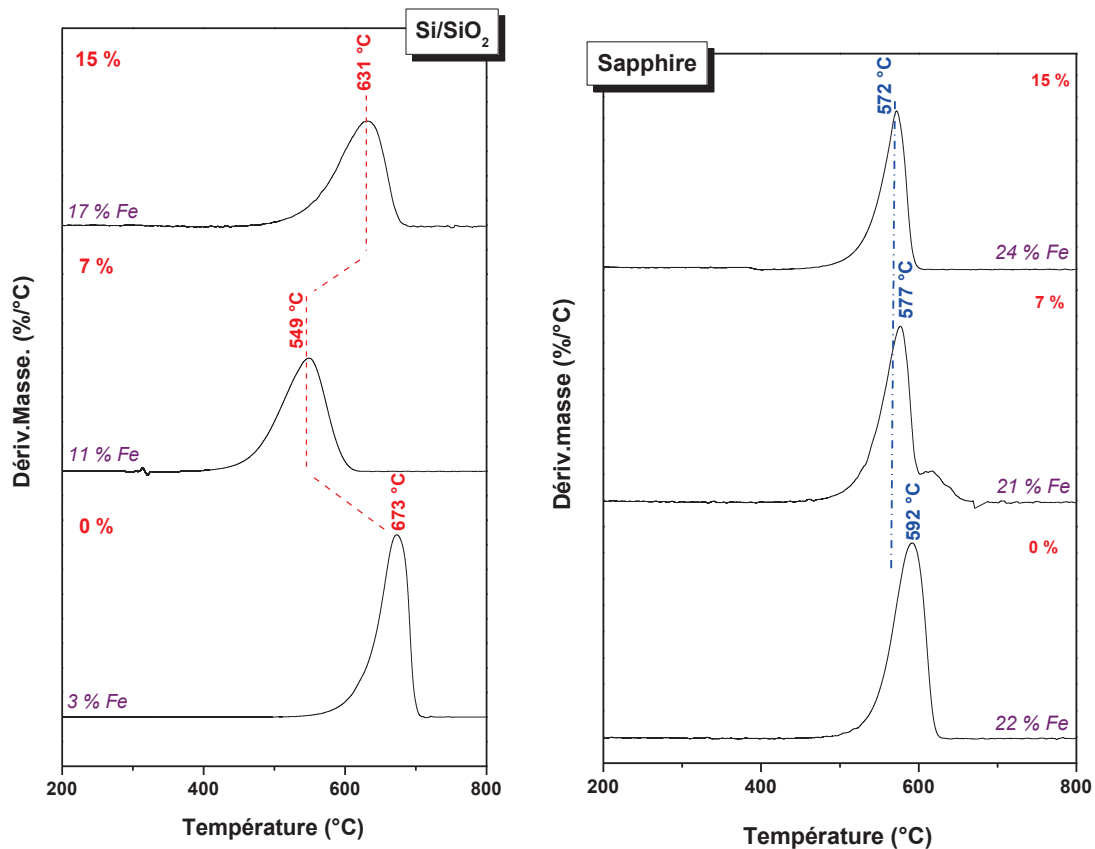 Si/SiO2
15 %
631 °C
17 % Fe
7 %
549 °C
11 % Fe
0 %
673 °C
3 % Fe
Dériv.Masse. (%/°C)
200 400 600 800
Température (°C)
Sapphire
15 %
572 °C
24 % Fe
7 %
577 °C
21 % Fe
0 %
592 °C
22 % Fe
Dériv.masse (%/°C)
200 400 600 800
Température (°C)